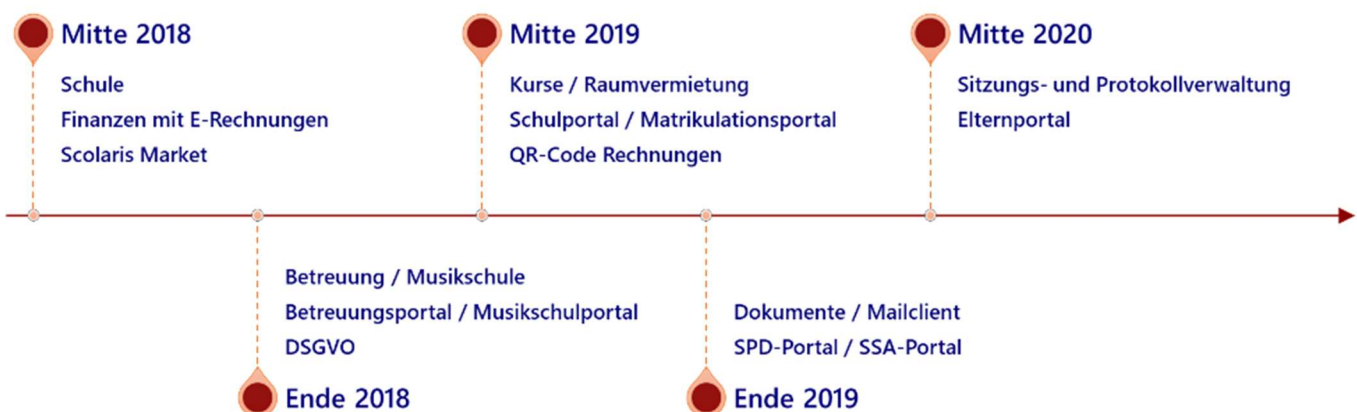 Mitte 2018
Schule
Finanzen mit E-Rechnungen
Scolaris Market
Mitte 2019
Kurse / Raumvermietung
Schulportal / Matrikulationsportal
QR-Code Rechnungen
Mitte 2020
Sitzungs- und Protokollverwaltung
Elternportal
Betreuung / Musikschule
Betreuungsportal / Musikschulportal
DSGVO
Ende 2018
Dokumente / Mailclient
SPD-Portal / SSA-Portal
Ende 2019